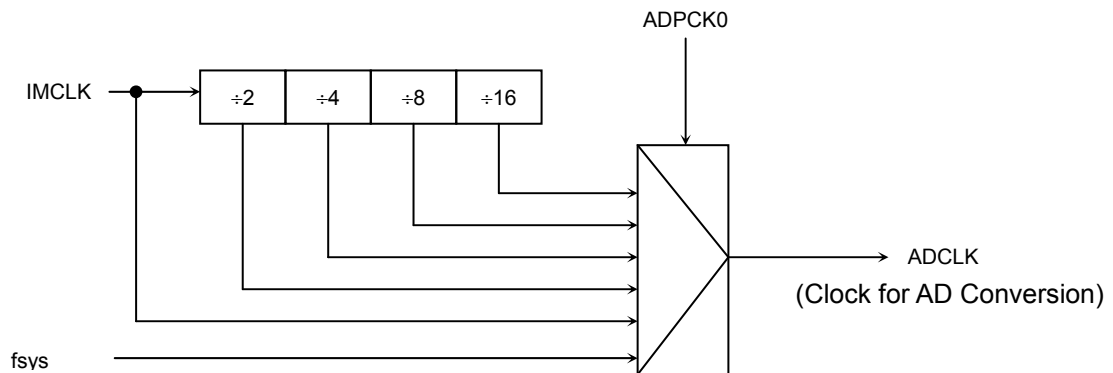 ADPCK0
IMCLK
÷2 ÷4 ÷8 ÷16
ADCLK
(Clock for AD Conversion)
fsys